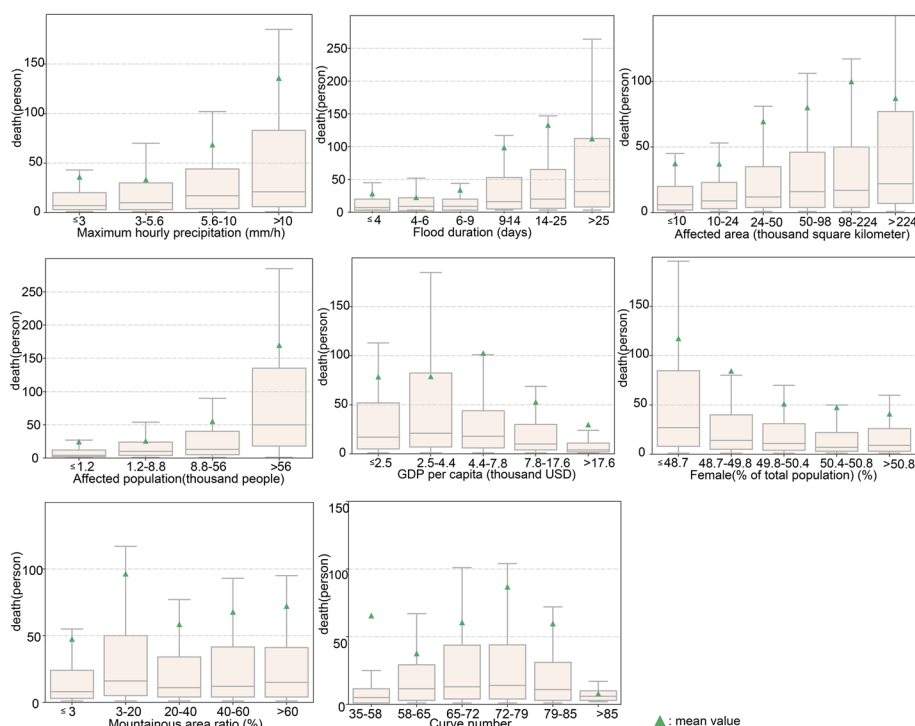 death(person)
150
100
50
0
≤3 3-5.6 5.6-10 >10
Maximum hourly precipitation (mm/h)
death(person)
250
200
150
100
50
0
≤4 4-6 6-9 9-14 14-25 >25
Flood duration (days)
death(person)
100
50
0
≤10 10-24 24-50 50-98 98-224 >224
Affected area (thousand square kilometer)
death(person)
250
200
150
100
50
0
≤1.2 1.2-8.8 8.8-56 >56
Affected population(thousand people)
death(person)
150
100
50
0
≤2.5 2.5-4.4 4.4-7.8 7.8-17.6 >17.6
GDP per capita (thousand USD)
death(person)
150
100
50
0
≤48.7 48.7-49.8 49.8-50.4 50.4-50.8 >50.8
Female(% of total population) (%)
death(person)
100
50
0
≤3 3-20 20-40 40-60 >60
Mountainous area ratio (%)
death(person)
150
100
50
0
35-58 58-65 65-72 72-79 79-85 >85
Curve number
: mean value